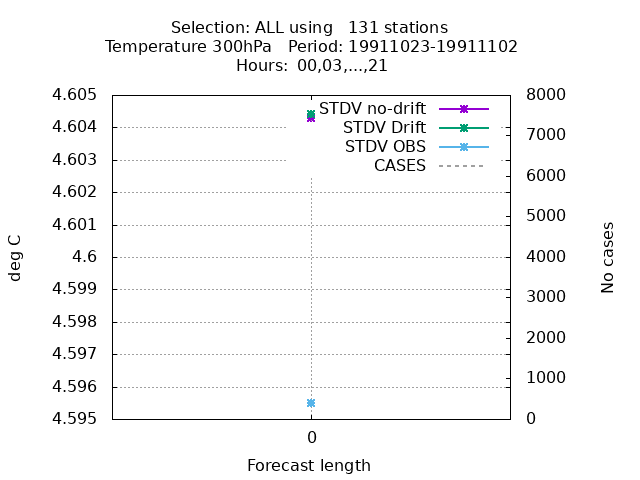 Selection: ALL using   131 stations
Temperature 300hPa   Period: 19911023-19911102
Hours:  00,03,...,21
4.605
4.604
4.603
4.602
4.601
4.6
4.599
4.598
4.597
4.596
4.595
deg C
STDV no-drift
STDV Drift
STDV OBS
CASES
8000
7000
6000
5000
4000
3000
2000
1000
0
No cases
0
Forecast length